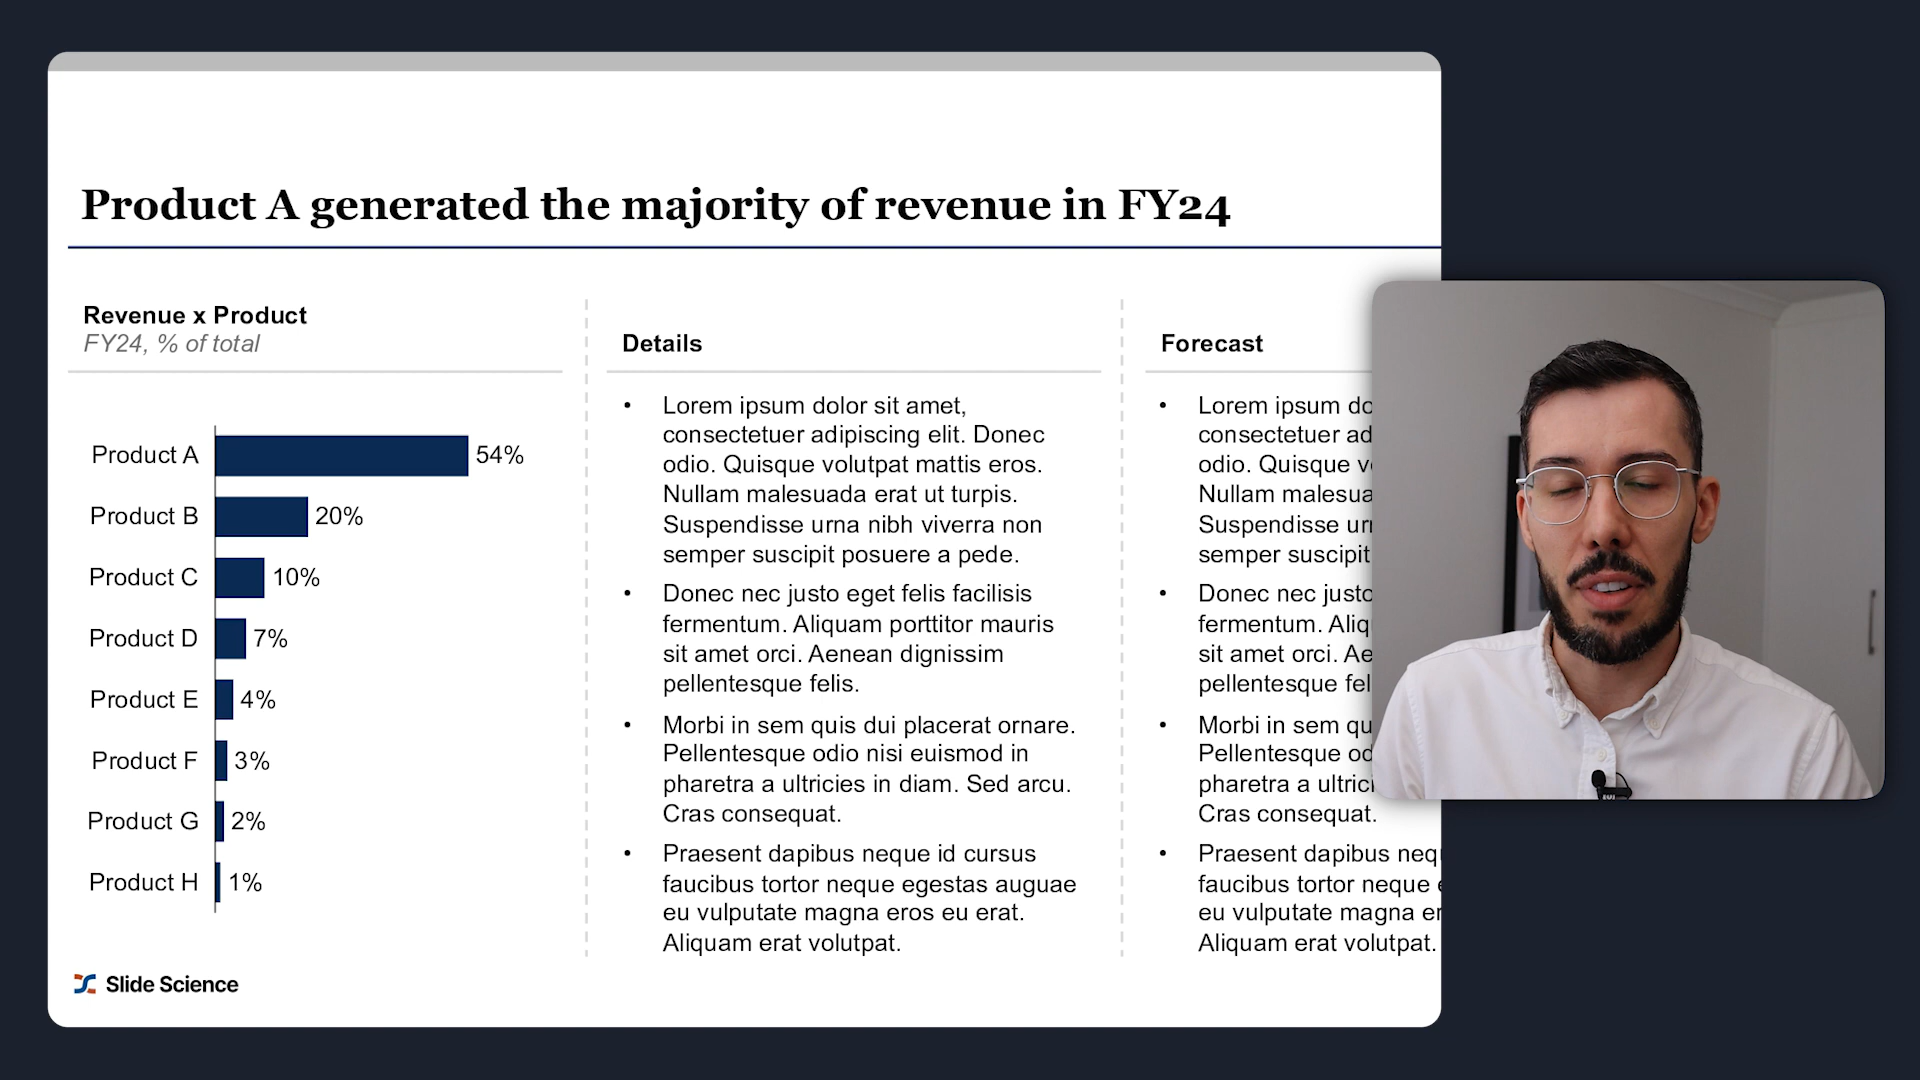 Product A generated the majority of revenue in FY24
Revenue x Product
FY24, % of total
Product A 54%
Product B 20%
Product C 10%
Product D 7%
Product E 4%
Product F 3%
Product G 2%
Product H 1%
Details
• Lorem ipsum dolor sit amet,
consectetuer adipiscing elit. Donec
odio. Quisque volutpat mattis eros.
Nullam malesuada erat ut turpis.
Suspendisse urna nibh viverra non
semper suscipit posuere a pede.
• Donec nec justo eget felis facilisis
fermentum. Aliquam porttitor mauris
sit amet orci. Aenean dignissim
pellentesque felis.
• Morbi in sem quis dui placerat ornare.
Pellentesque odio nisi euismod in
pharetra a ultricies in diam. Sed arcu.
Cras consequat.
• Praesent dapibus neque id cursus
faucibus tortor neque egestas auguae
eu vulputate magna eros eu erat.
Aliquam erat volutpat.
Forecast
• Lorem ipsum
consectetuer
odio. Quisque
Nullam
Suspendisse
semper suscipit
• Donec nec justo
fermentum.
sit amet orci.
pellentesque
• Morbi in sem
Pellentesque
pharetra a
Cras consequat.
• Praesent dapibus
faucibus tortor neque
eu vulputate magna
Aliquam erat volutpat.
Slide Science